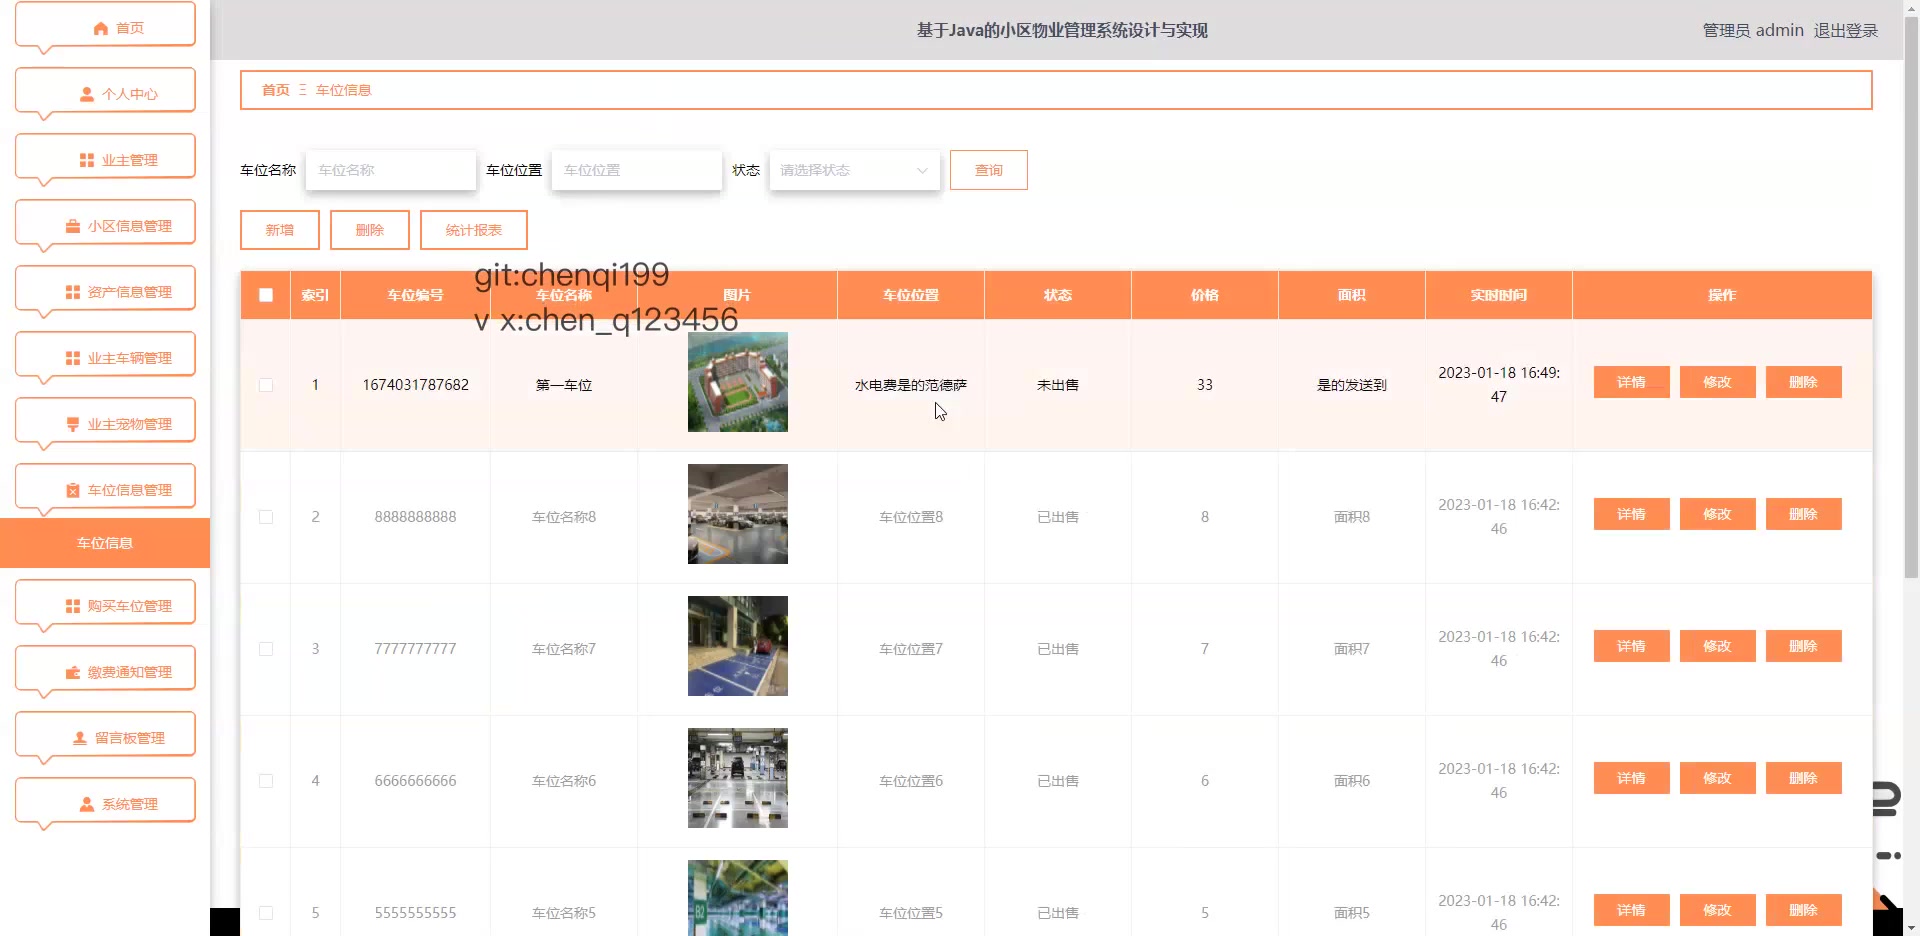 首页
个人中心
业主管理
小区信息管理
资产信息管理
业主车辆管理
业主宠物管理
车位信息管理
车位信息
购买车位管理
缴费通知管理
留言板管理
系统管理
基于Java的小区物业管理系统设计与实现
管理员 admin 退出登录
首页 车位信息
车位名称 车位名称 车位位置 车位位置 状态 请选择状态 查询
新增 删除 统计报表
git:chenqi199
v x:chen_q123456
索引 车位编号 车位名称 图片 车位位置 状态 价格 面积 实时时间 操作
1 1674031787682 第一车位 水电费是的范德萨 未出售 33 是的发送到 2023-01-18 16:49:
47
详情 修改 删除
2 8888888888 车位名称8 车位位置8 已出售 8 面积8 2023-01-18 16:42:
46
详情 修改 删除
3 7777777777 车位名称7 车位位置7 已出售 7 面积7 2023-01-18 16:42:
46
详情 修改 删除
4 6666666666 车位名称6 车位位置6 已出售 6 面积6 2023-01-18 16:42:
46
详情 修改 删除
5 5555555555 车位名称5 B2 车位位置5 已出售 5 面积5 2023-01-18 16:42:
46
详情 修改 删除